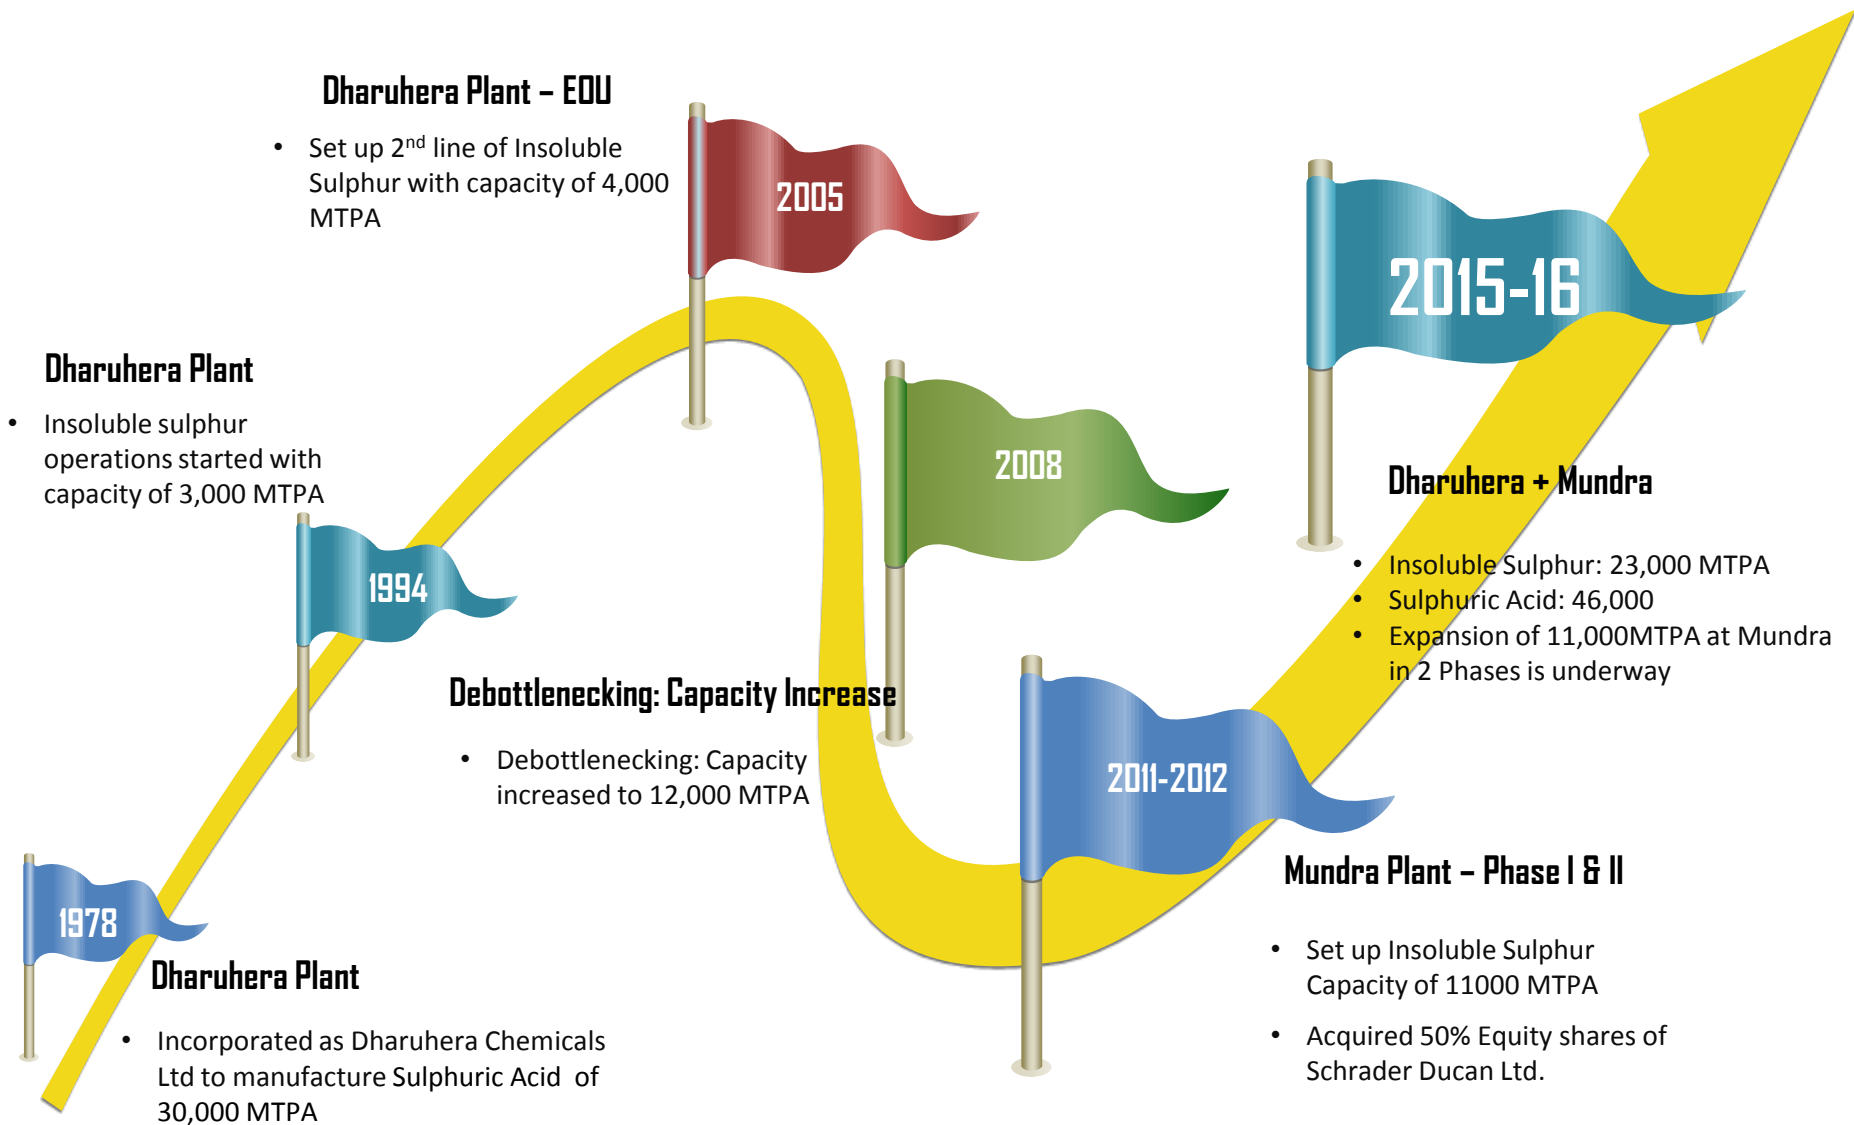 Dharuhera Plant – EOU
• Set up 2nd line of Insoluble
Sulphur with capacity of 4,000
MTPA
2005
2015-16
Dharuhera Plant
• Insoluble sulphur
operations started with
capacity of 3,000 MTPA
1994
2008
Dharuhera + Mundra
• Insoluble Sulphur: 23,000 MTPA
• Sulphuric Acid: 46,000
• Expansion of 11,000MTPA at Mundra
in 2 Phases is underway
Debottlenecking: Capacity Increase
• Debottlenecking: Capacity
increased to 12,000 MTPA
2011-2012
Mundra Plant – Phase I & II
• Set up Insoluble Sulphur
Capacity of 11000 MTPA
• Acquired 50% Equity shares of
Schrader Ducan Ltd.
1978
Dharuhera Plant
• Incorporated as Dharuhera Chemicals
Ltd to manufacture Sulphuric Acid of
30,000 MTPA